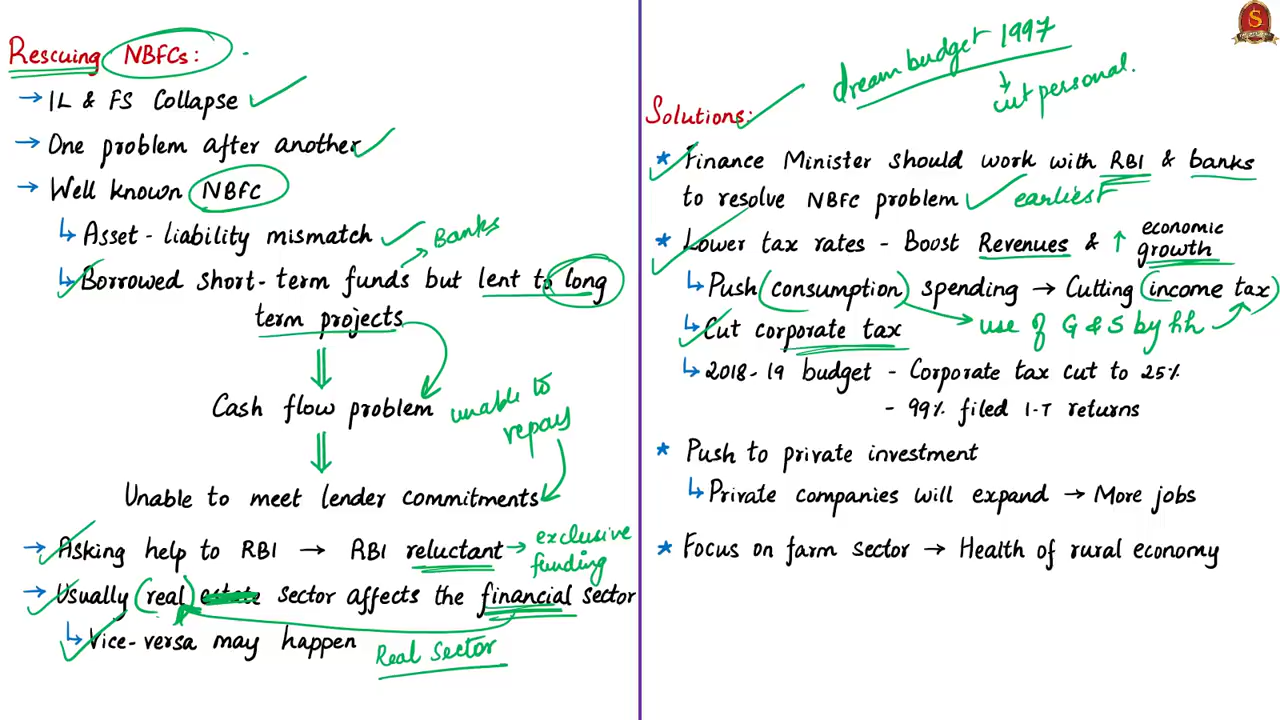 Rescuing NBFCs:
→ IL & FS Collapse
→ One problem after another
→ Well known NBFC
↳ Asset-liability mismatch
Banks
↳ Borrowed short-term funds but lent to long
term projects
Cash flow problem
unable to
repay
Unable to meet lender commitments
→ Asking help to RBI → RBI reluctant → exclusive
funding
→ Usually real estate sector affects the financial sector
↳ Vice-versa may happen
Real Sector
dream budget 1997
cut personal.
Solutions:
* Finance Minister should work with RBI & banks
to resolve NBFC problem
earliest
* Lower tax rates - Boost Revenues & ↑ economic
growth
↳ Push consumption spending → Cutting income tax
→ use of G & S by hh
↳ Cut corporate tax
↳ 2018-19 budget - Corporate tax cut to 25%
- 99% filed I-T returns
* Push to private investment
↳ Private companies will expand → More jobs
* Focus on farm sector → Health of rural economy
S